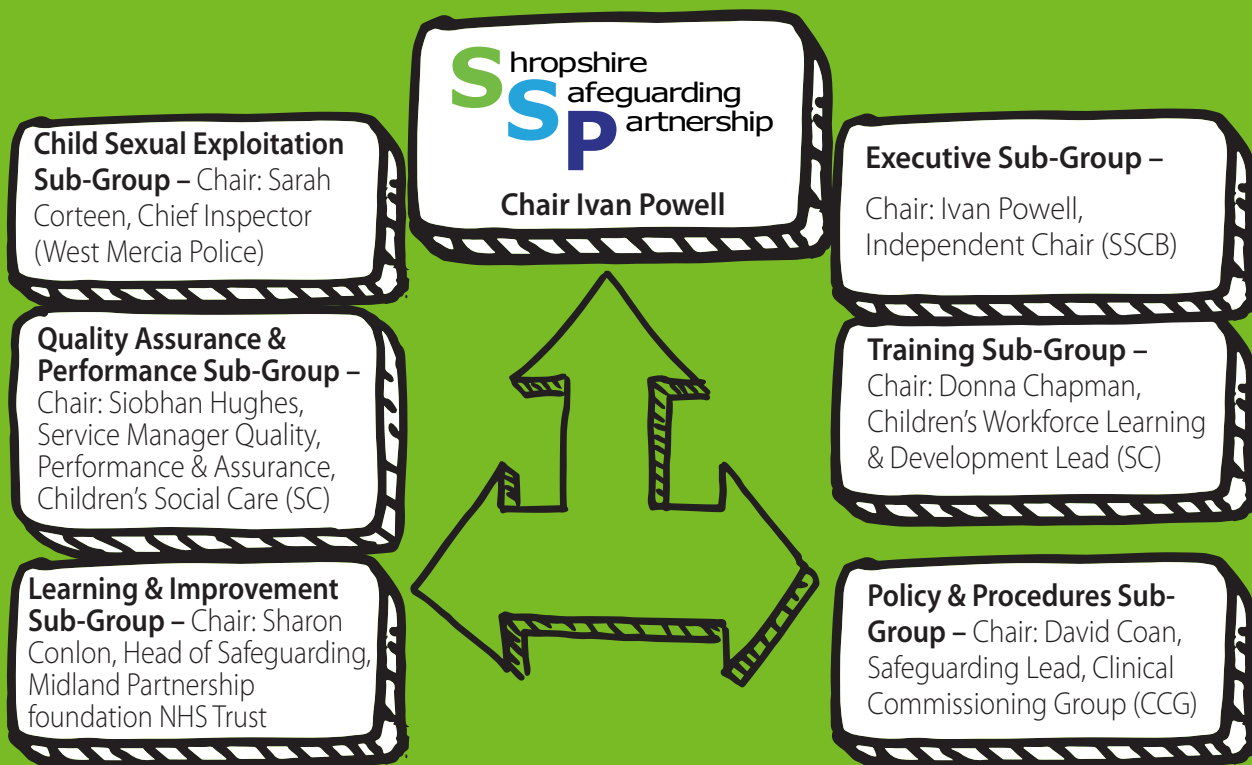 Shropshire
Safeguarding
Partnership
Chair Ivan Powell
Child Sexual Exploitation
Sub-Group – Chair: Sarah
Corteen, Chief Inspector
(West Mercia Police)
Quality Assurance &
Performance Sub-Group –
Chair: Siobhan Hughes,
Service Manager Quality,
Performance & Assurance,
Children’s Social Care (SC)
Learning & Improvement
Sub-Group – Chair: Sharon
Conlon, Head of Safeguarding,
Midland Partnership
foundation NHS Trust
Executive Sub-Group –
Chair: Ivan Powell,
Independent Chair (SSCB)
Training Sub-Group –
Chair: Donna Chapman,
Children’s Workforce Learning
& Development Lead (SC)
Policy & Procedures Sub-
Group – Chair: David Coan,
Safeguarding Lead, Clinical
Commissioning Group (CCG)